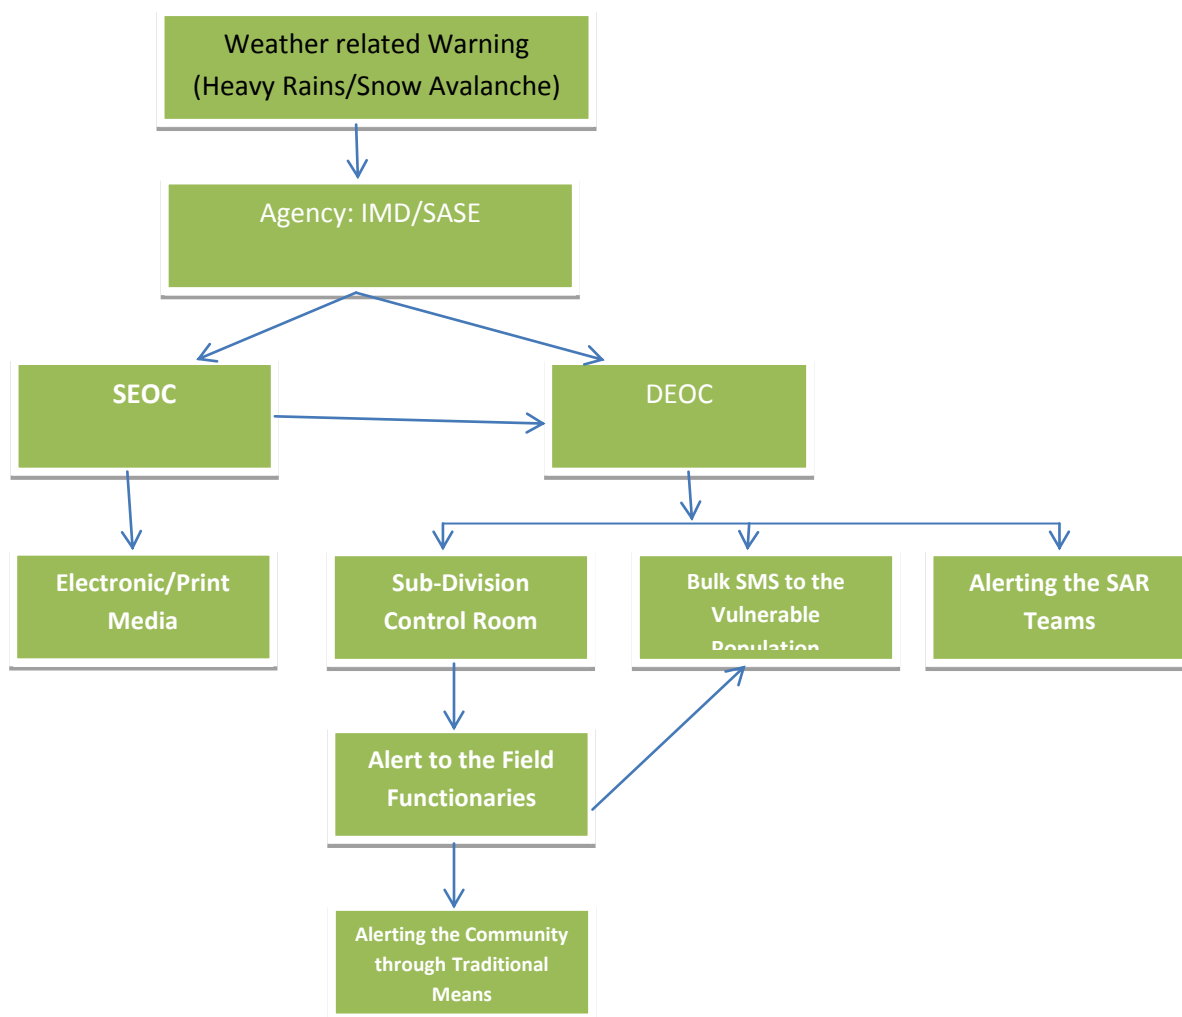 Weather related Warning
(Heavy Rains/Snow Avalanche)
Agency: IMD/SASE
SEOC
DEOC
Electronic/Print
Media
Sub-Division
Control Room
Bulk SMS to the
Vulnerable
Population
Alerting the SAR
Teams
Alert to the Field
Functionaries
Alerting the Community
through Traditional
Means